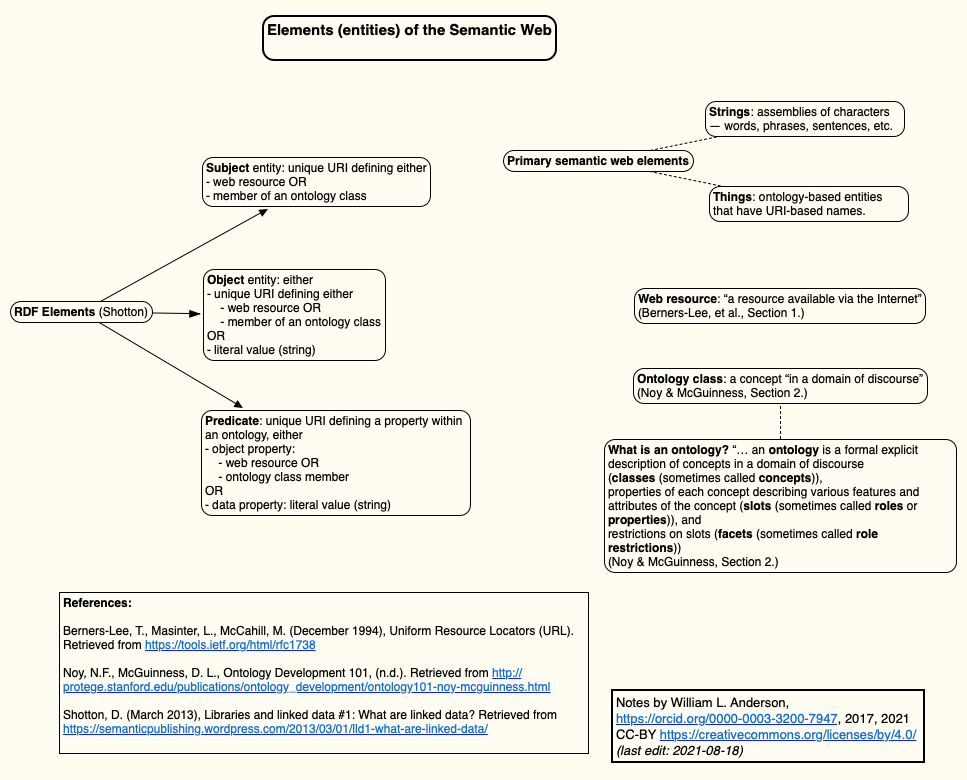 Elements (entities) of the Semantic Web
Strings: assemblies of characters
— words, phrases, sentences, etc.
Primary semantic web elements
Things: ontology-based entities
that have URI-based names.
Subject entity: unique URI defining either
- web resource OR
- member of an ontology class
Object entity: either
- unique URI defining either
- web resource OR
- member of an ontology class
OR
- literal value (string)
RDF Elements (Shotton)
Predicate: unique URI defining a property within
an ontology, either
- object property:
- web resource OR
- ontology class member
OR
- data property: literal value (string)
Web resource: “a resource available via the Internet”
(Berners-Lee, et al., Section 1.)
Ontology class: a concept “in a domain of discourse”
(Noy & McGuinness, Section 2.)
What is an ontology? “… an ontology is a formal explicit
description of concepts in a domain of discourse
(classes (sometimes called concepts)),
properties of each concept describing various features and
attributes of the concept (slots (sometimes called roles or
properties)), and
restrictions on slots (facets (sometimes called role
restrictions))
(Noy & McGuinness, Section 2.)
References:
Berners-Lee, T., Masinter, L., McCahill, M. (December 1994), Uniform Resource Locators (URL).
Retrieved from https://tools.ietf.org/html/rfc1738
Noy, N.F., McGuinness, D. L., Ontology Development 101, (n.d.). Retrieved from http://
protege.stanford.edu/publications/ontology_development/ontology101-noy-mcguinness.html
Shotton, D. (March 2013), Libraries and linked data #1: What are linked data? Retrieved from
https://semanticpublishing.wordpress.com/2013/03/01/lld1-what-are-linked-data/
Notes by William L. Anderson,
https://orcid.org/0000-0003-3200-7947, 2017, 2021
CC-BY https://creativecommons.org/licenses/by/4.0/
(last edit: 2021-08-18)